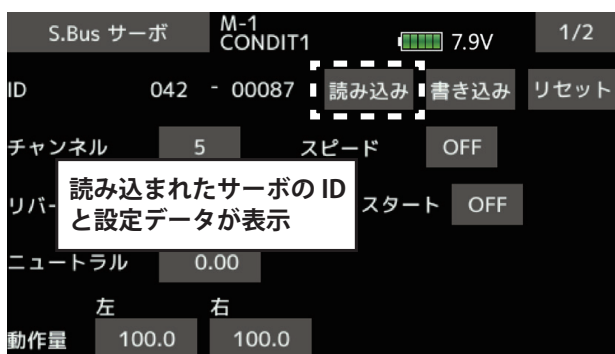 S.Bus サーボ M-1 CONDIT1 7.9V 1/2
ID 042 - 00087 読み込み 書き込み リセット
チャンネル 5 スピード OFF
リバー スタート OFF
読み込まれたサーボの ID
と設定データが表示
ニュートラル 0.00
左 右
動作量 100.0 100.0